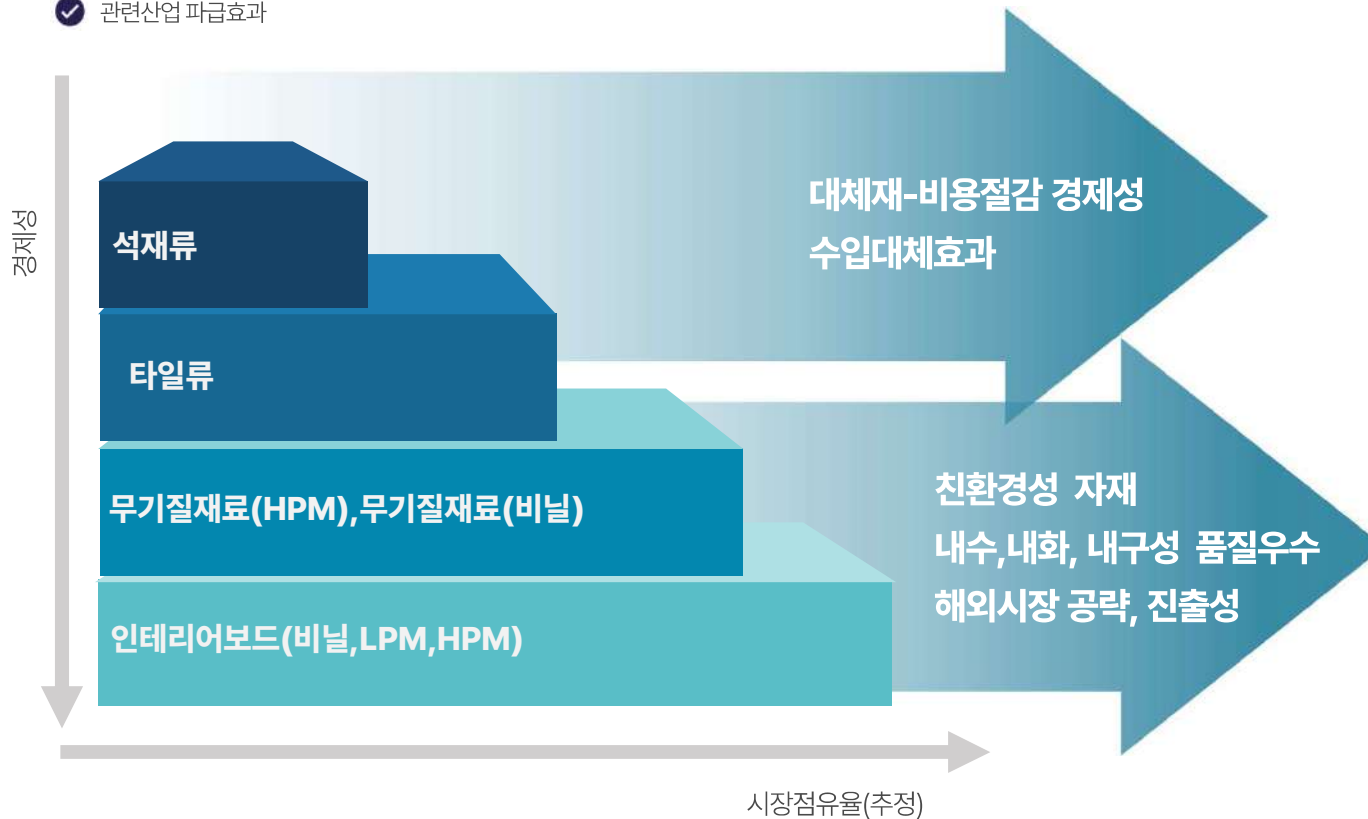 관련산업 파급효과
경제성
석재류
타일류
무기질재료(HPM),무기질재료(비닐)
인테리어보드(비닐,LPM,HPM)
대체재-비용절감 경제성
수입대체효과
친환경성 자재
내수,내화, 내구성 품질우수
해외시장 공략, 진출성
시장점유율(추정)